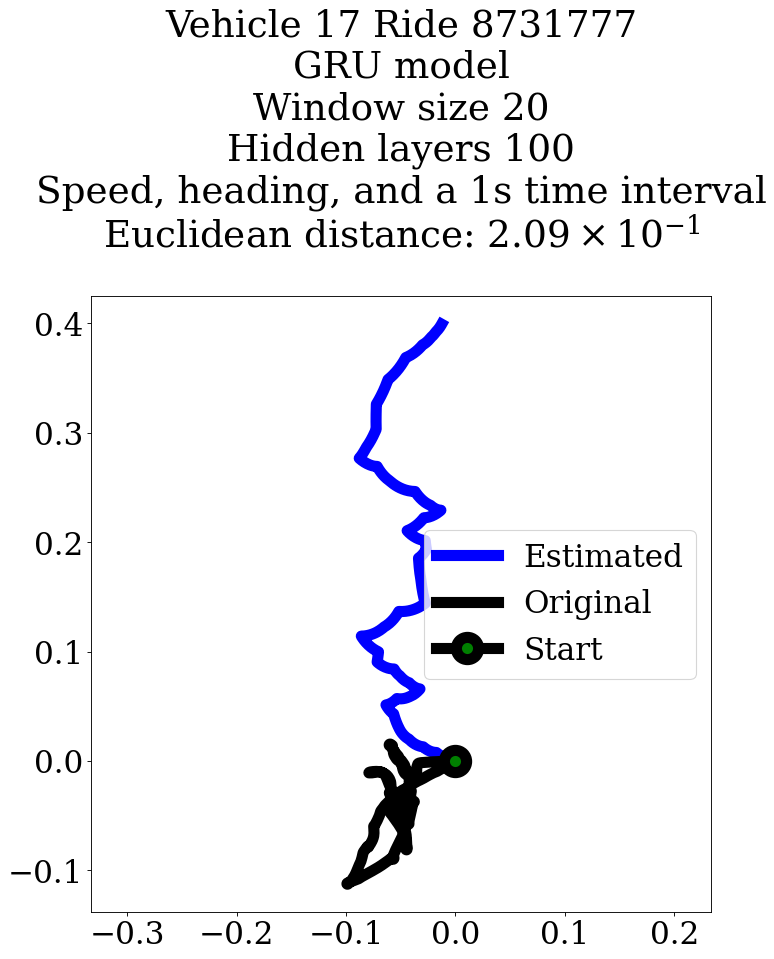 Vehicle 17 Ride 8731777
GRU model
Window size 20
Hidden layers 100
Speed, heading, and a 1s time interval
Euclidean distance: 2.09 × 10⁻¹
0.4
0.3
0.2
0.1
0.0
−0.1
Estimated
Original
Start
−0.3 −0.2 −0.1 0.0 0.1 0.2